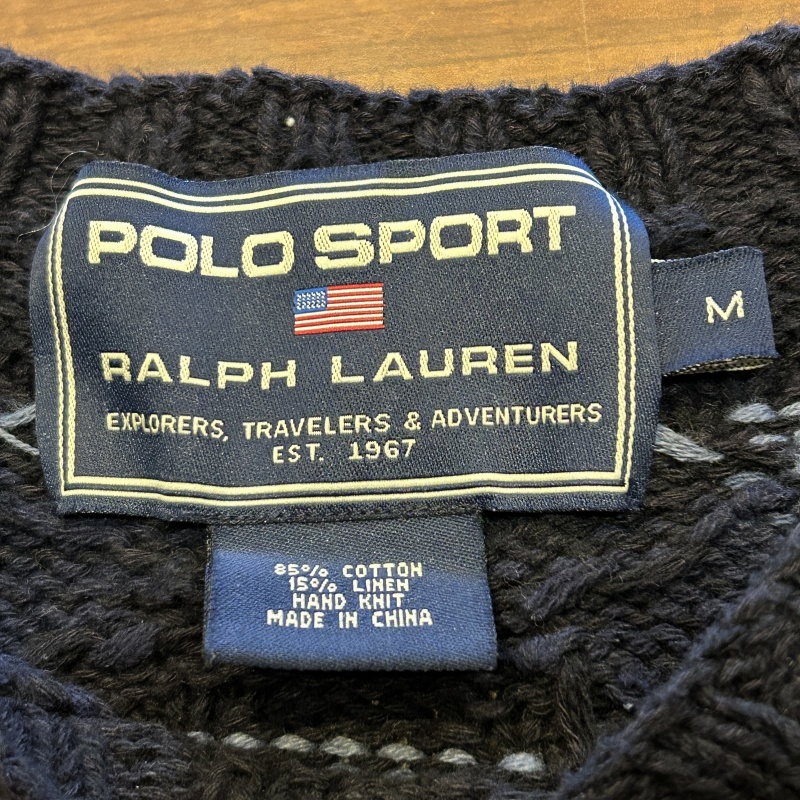 POLO SPORT
RALPH LAUREN
EXPLORERS, TRAVELERS & ADVENTURERS
EST. 1967
M
85% COTTON
15% LINEN
HAND KNIT
MADE IN CHINA